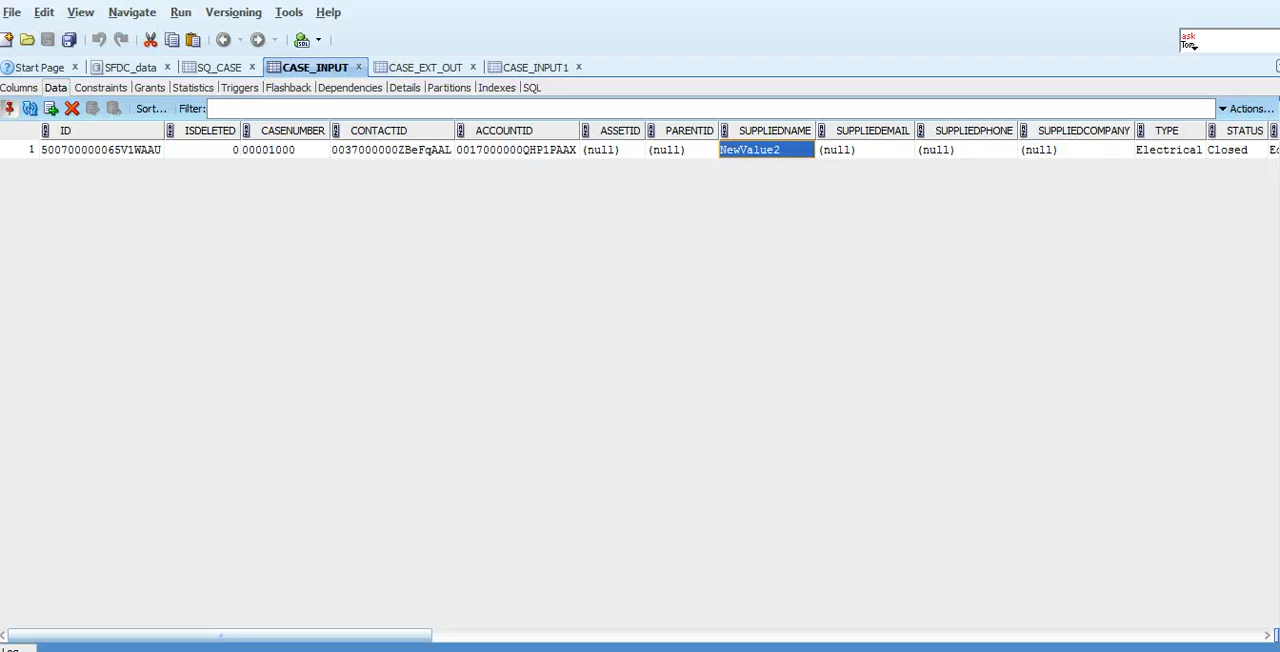 File Edit View Navigate Run Versioning Tools Help
ask
Tom
Start Page SFDC_data SQ_CASE CASE_INPUT CASE_EXT_OUT CASE_INPUT1
Columns Data Constraints Grants Statistics Triggers Flashback Dependencies Details Partitions Indexes SQL
Sort... Filter: Actions...
ID ISDELETED CASENUMBER CONTACTID ACCOUNTID ASSETID PARENTID SUPPLIEDNAME SUPPLIEDEMAIL SUPPLIEDPHONE SUPPLIEDCOMPANY TYPE STATUS
1 500700000065V1WAAU 0 00001000 0037000000ZBeFqAAL 0017000000QHP1PAAX (null) (null) NewValue2 (null) (null) (null) Electrical Closed